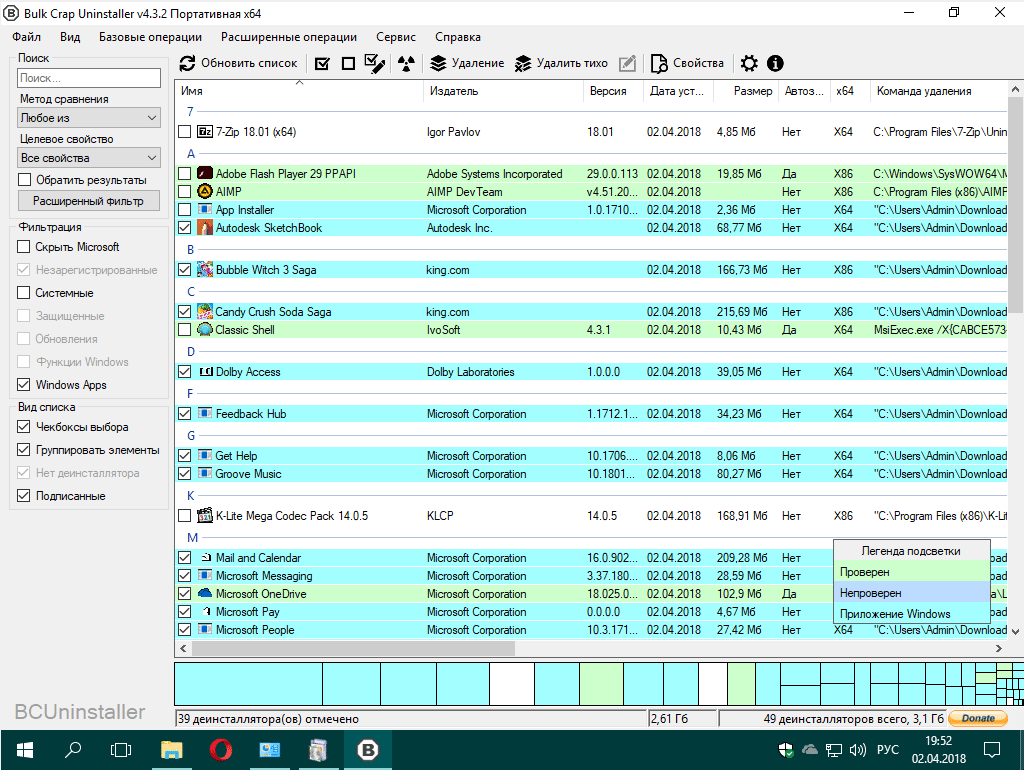 Bulk Crap Uninstaller v4.3.2 Портативная x64
Файл Вид Базовые операции Расширенные операции Сервис Справка
Поиск
Поиск...
Метод сравнения
Любое из
Целевое свойство
Все свойства
Обратить результаты
Расширенный фильтр
Фильтрация
Скрыть Microsoft
Незарегистрированные
Системные
Защищенные
Обновления
Функции Windows
Windows Apps
Вид списка
Чекбоксы выбора
Группировать элементы
Нет деинсталлятора
Подписанные
BCUninstaller
Обновить список Удаление Удалить тихо Свойства
Имя Издатель Версия Дата уст... Размер Автоз... x64 Команда удаления
7
7-Zip 18.01 (x64) Igor Pavlov 18.01 02.04.2018 4,85 Мб Нет X64 C:\Program Files\7-Zip\Unin
A
Adobe Flash Player 29 PPAPI Adobe Systems Incorporated 29.0.0.113 02.04.2018 19,85 Мб Да X86 C:\Windows\SysWOW64\M
AIMP AIMP DevTeam v4.51.20... 02.04.2018 Нет X86 C:\Program Files (x86)\AIMF
App Installer Microsoft Corporation 1.0.1710... 02.04.2018 2,36 Мб Нет X64 "C:\Users\Admin\Download
Autodesk SketchBook Autodesk Inc. 02.04.2018 68,77 Мб Нет X64 "C:\Users\Admin\Download
B
Bubble Witch 3 Saga king.com 02.04.2018 166,73 Мб Нет X86 "C:\Users\Admin\Download
C
Candy Crush Soda Saga king.com 02.04.2018 215,69 Мб Нет X86 "C:\Users\Admin\Download
Classic Shell IvoSoft 4.3.1 02.04.2018 10,43 Мб Да X64 MsiExec.exe /X{CABCE573-
D
Dolby Access Dolby Laboratories 1.0.0.0 02.04.2018 39,05 Мб Нет X64 "C:\Users\Admin\Download
F
Feedback Hub Microsoft Corporation 1.1712.1... 02.04.2018 34,23 Мб Нет X64 "C:\Users\Admin\Download
G
Get Help Microsoft Corporation 10.1706... 02.04.2018 8,06 Мб Нет X64 "C:\Users\Admin\Download
Groove Music Microsoft Corporation 10.1801... 02.04.2018 80,27 Мб Нет X64 "C:\Users\Admin\Download
K
K-Lite Mega Codec Pack 14.0.5 KLCP 14.0.5 02.04.2018 168,91 Мб Нет X86 "C:\Program Files (x86)\K-Lit
M
Mail and Calendar Microsoft Corporation 16.0.902... 02.04.2018 209,28 Мб Нет
Microsoft Messaging Microsoft Corporation 3.37.180... 02.04.2018 28,59 Мб Нет
Microsoft OneDrive Microsoft Corporation 18.025.0... 02.04.2018 102,9 Мб Да a\L
Microsoft Pay Microsoft Corporation 0.0.0.0 02.04.2018 4,67 Мб Нет
Microsoft People Microsoft Corporation 10.3.171... 02.04.2018 27,42 Мб Нет X64 "C:\Users\Admin\Download
Легенда подсветки
Проверен
Непроверен
Приложение Windows
39 деинсталлятора(ов) отмечено 2,61 Гб 49 деинсталляторов всего, 3,1 Гб Donate
РУС 19:52
02.04.2018